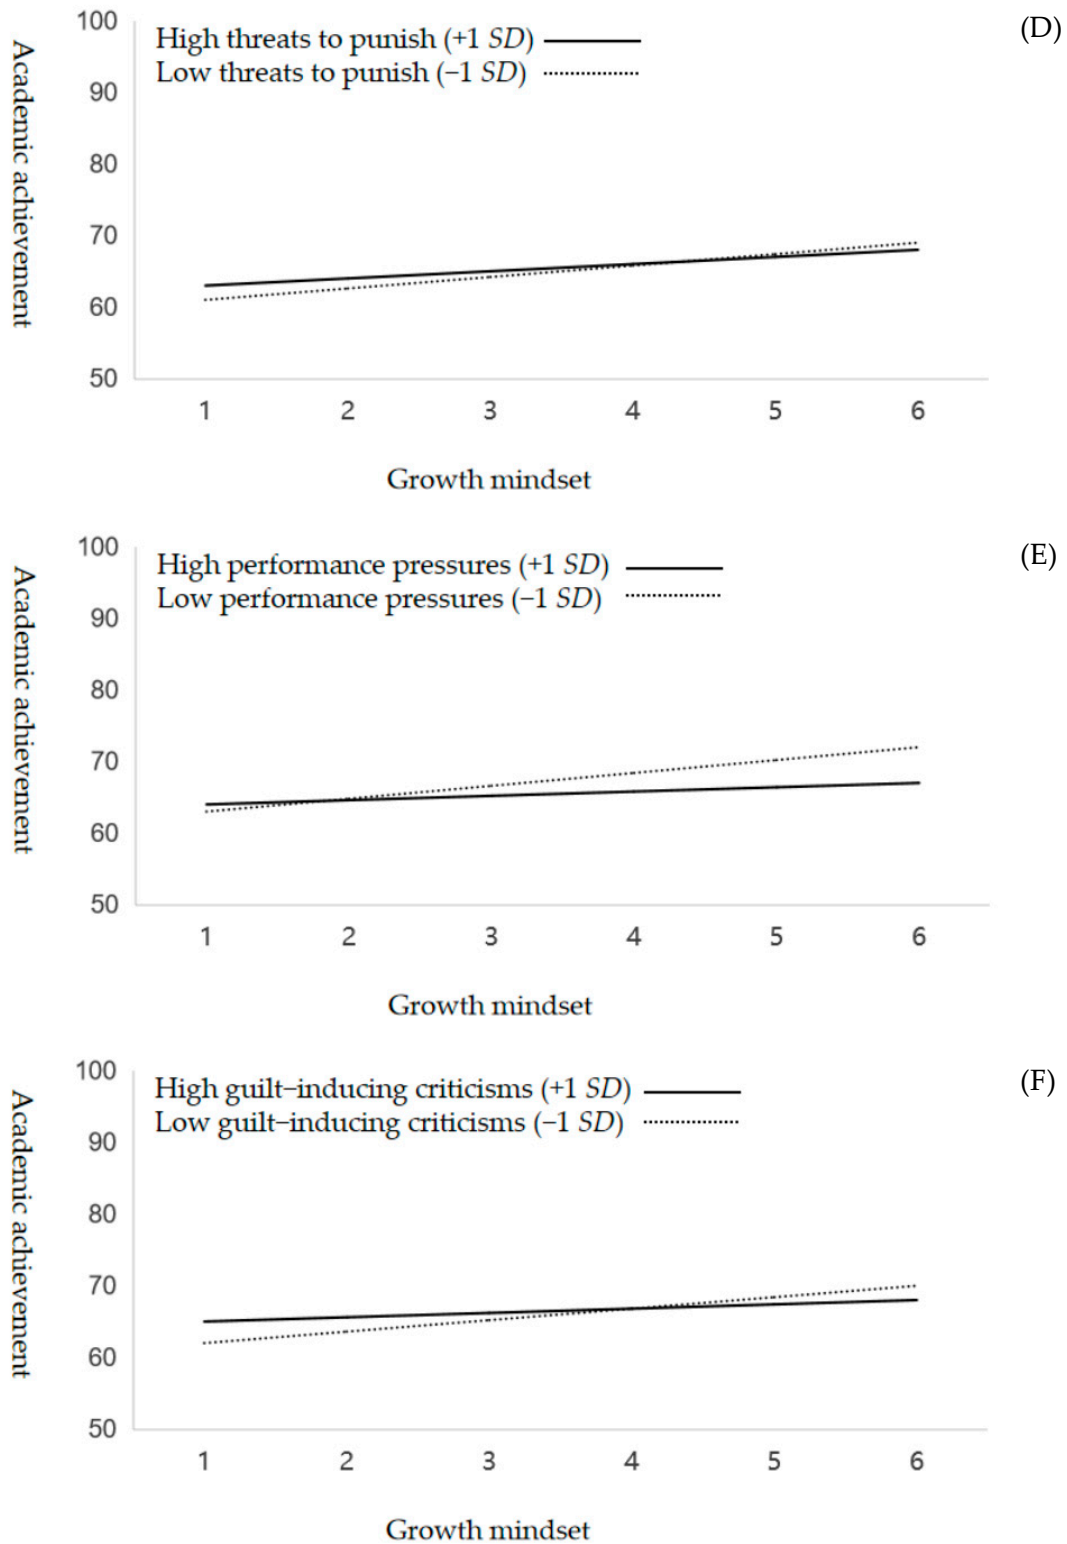 (D)
100
High threats to punish (+1 SD)
Low threats to punish (−1 SD)
90
80
70
60
50
Academic achievement
1 2 3 4 5 6
Growth mindset
(E)
100
High performance pressures (+1 SD)
Low performance pressures (−1 SD)
90
80
70
60
50
Academic achievement
1 2 3 4 5 6
Growth mindset
(F)
100
High guilt−inducing criticisms (+1 SD)
Low guilt−inducing criticisms (−1 SD)
90
80
70
60
50
Academic achievement
1 2 3 4 5 6
Growth mindset